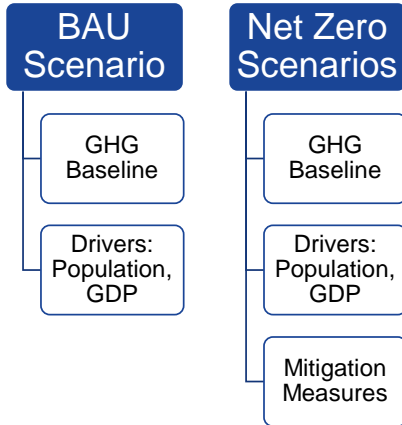 BAU
Scenario
GHG
Baseline
Drivers:
Population,
GDP
Net Zero
Scenarios
GHG
Baseline
Drivers:
Population,
GDP
Mitigation
Measures